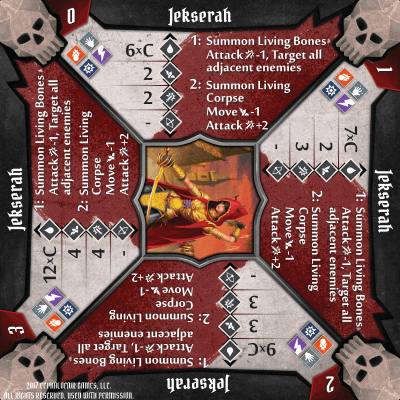 0
Jekserah
6×C
2
2
-
1: Summon Living Bones
Attack -1, Target all
adjacent enemies
2: Summon Living
Corpse
Move -1
Attack +2
1
Jekserah
7×C
2
3
-
1: Summon Living Bones
Attack -1, Target all
adjacent enemies
2: Summon Living
Corpse
Move -1
Attack +2
2
Jekserah
9×C
3
3
-
1: Summon Living Bones
Attack -1, Target all
adjacent enemies
2: Summon Living
Corpse
Move -1
Attack +2
3
Jekserah
12×C
4
4
-
1: Summon Living Bones
Attack -1, Target all
adjacent enemies
2: Summon Living
Corpse
Move -1
Attack +2
2017 CEPHALOFAIR GAMES, LLC.
ALL RIGHTS RESERVED. USED WITH PERMISSION.